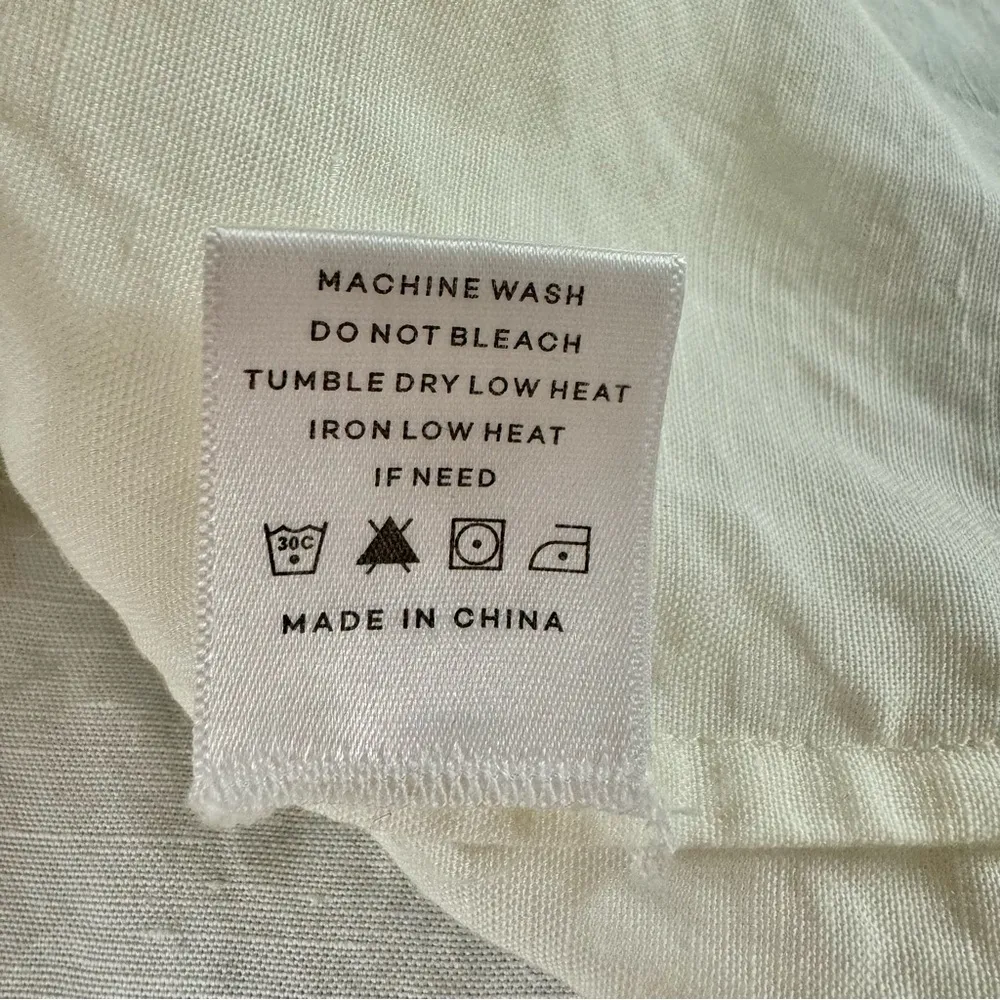 MACHINE WASH
DO NOT BLEACH
TUMBLE DRY LOW HEAT
IRON LOW HEAT
IF NEED
30C
MADE IN CHINA